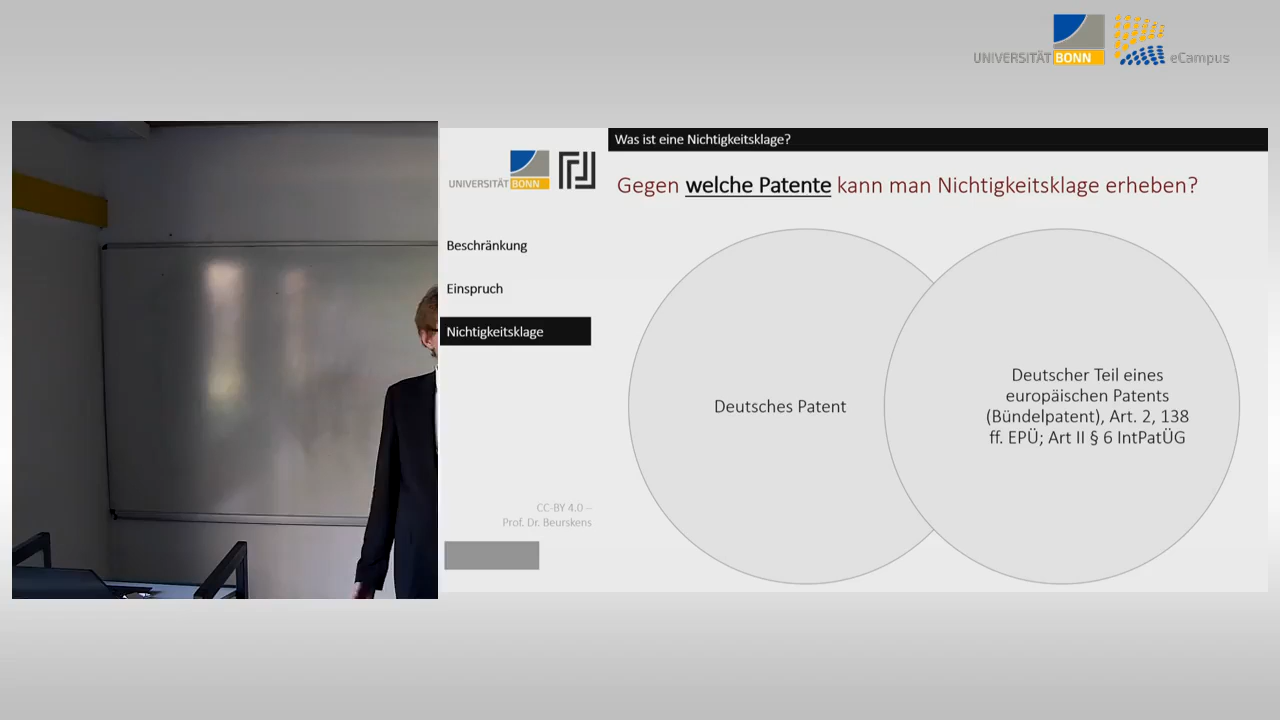 UNIVERSITÄT BONN
eCampus
Was ist eine Nichtigkeitsklage?
UNIVERSITÄT BONN
Gegen welche Patente kann man Nichtigkeitsklage erheben?
Beschränkung
Einspruch
Nichtigkeitsklage
Deutsches Patent
Deutscher Teil eines
europäischen Patents
(Bündelpatent), Art. 2, 138
ff. EPÜ; Art II § 6 IntPatÜG
CC-BY 4.0 –
Prof. Dr. Beurskens